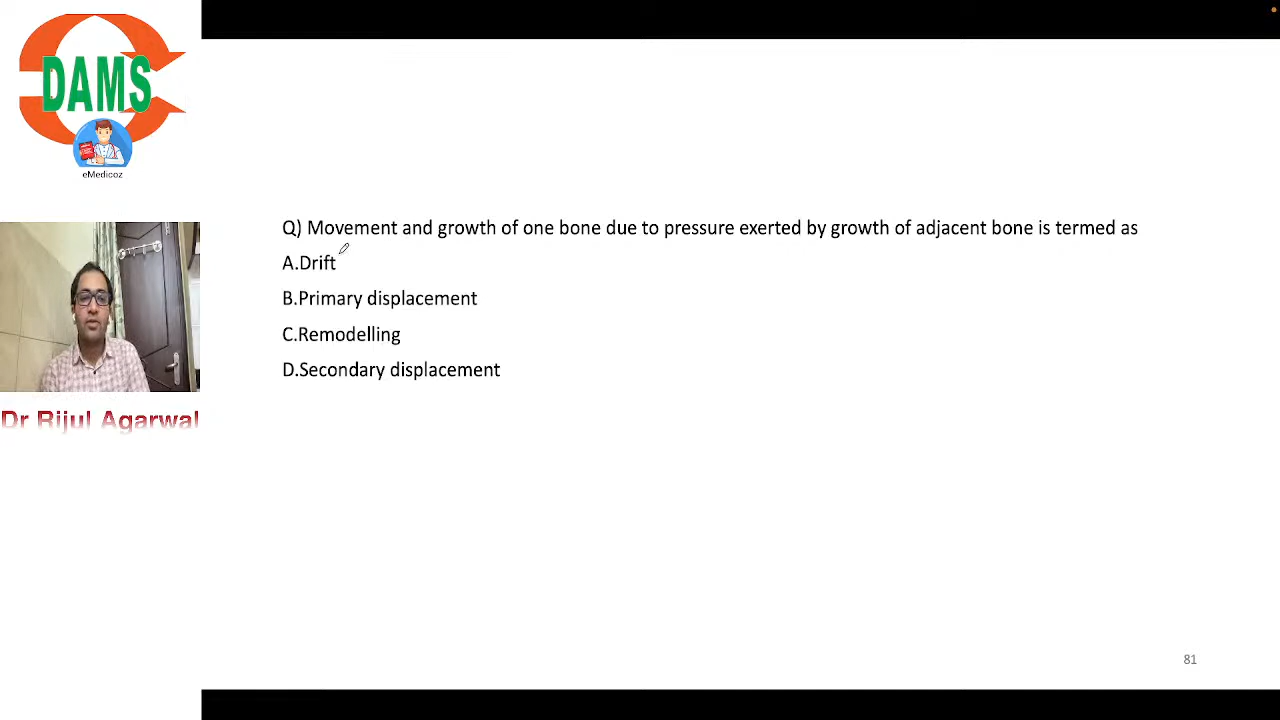 DAMS
eMedicoz
Q) Movement and growth of one bone due to pressure exerted by growth of adjacent bone is termed as
A.Drift
B.Primary displacement
C.Remodelling
D.Secondary displacement
Dr Rijul Agarwal
81